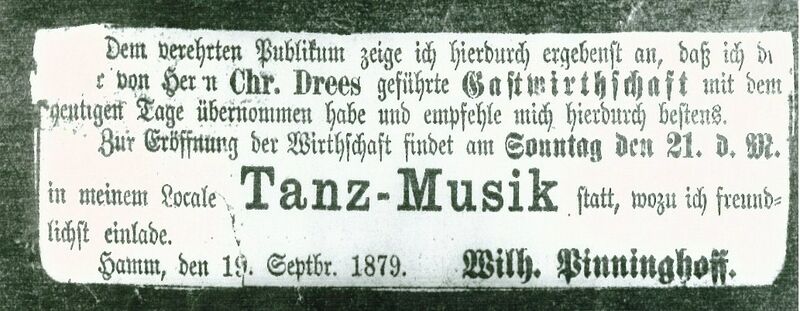 Dem verehrten Publikum zeige ich hierdurch ergebenst an, daß ich di
r von Herrn Chr. Drees geführte Gastwirthschaft mit dem
heutigen Tage übernommen habe und empfehle mich hierdurch bestens.
Zur Eröffnung der Wirthschaft findet am Sonntag den 21. d. M.
in meinem Locale Tanz-Musik statt, wozu ich freund-
lichst einlade.
Hamm, den 19. Septbr. 1879. Wilh. Pinninghoff.